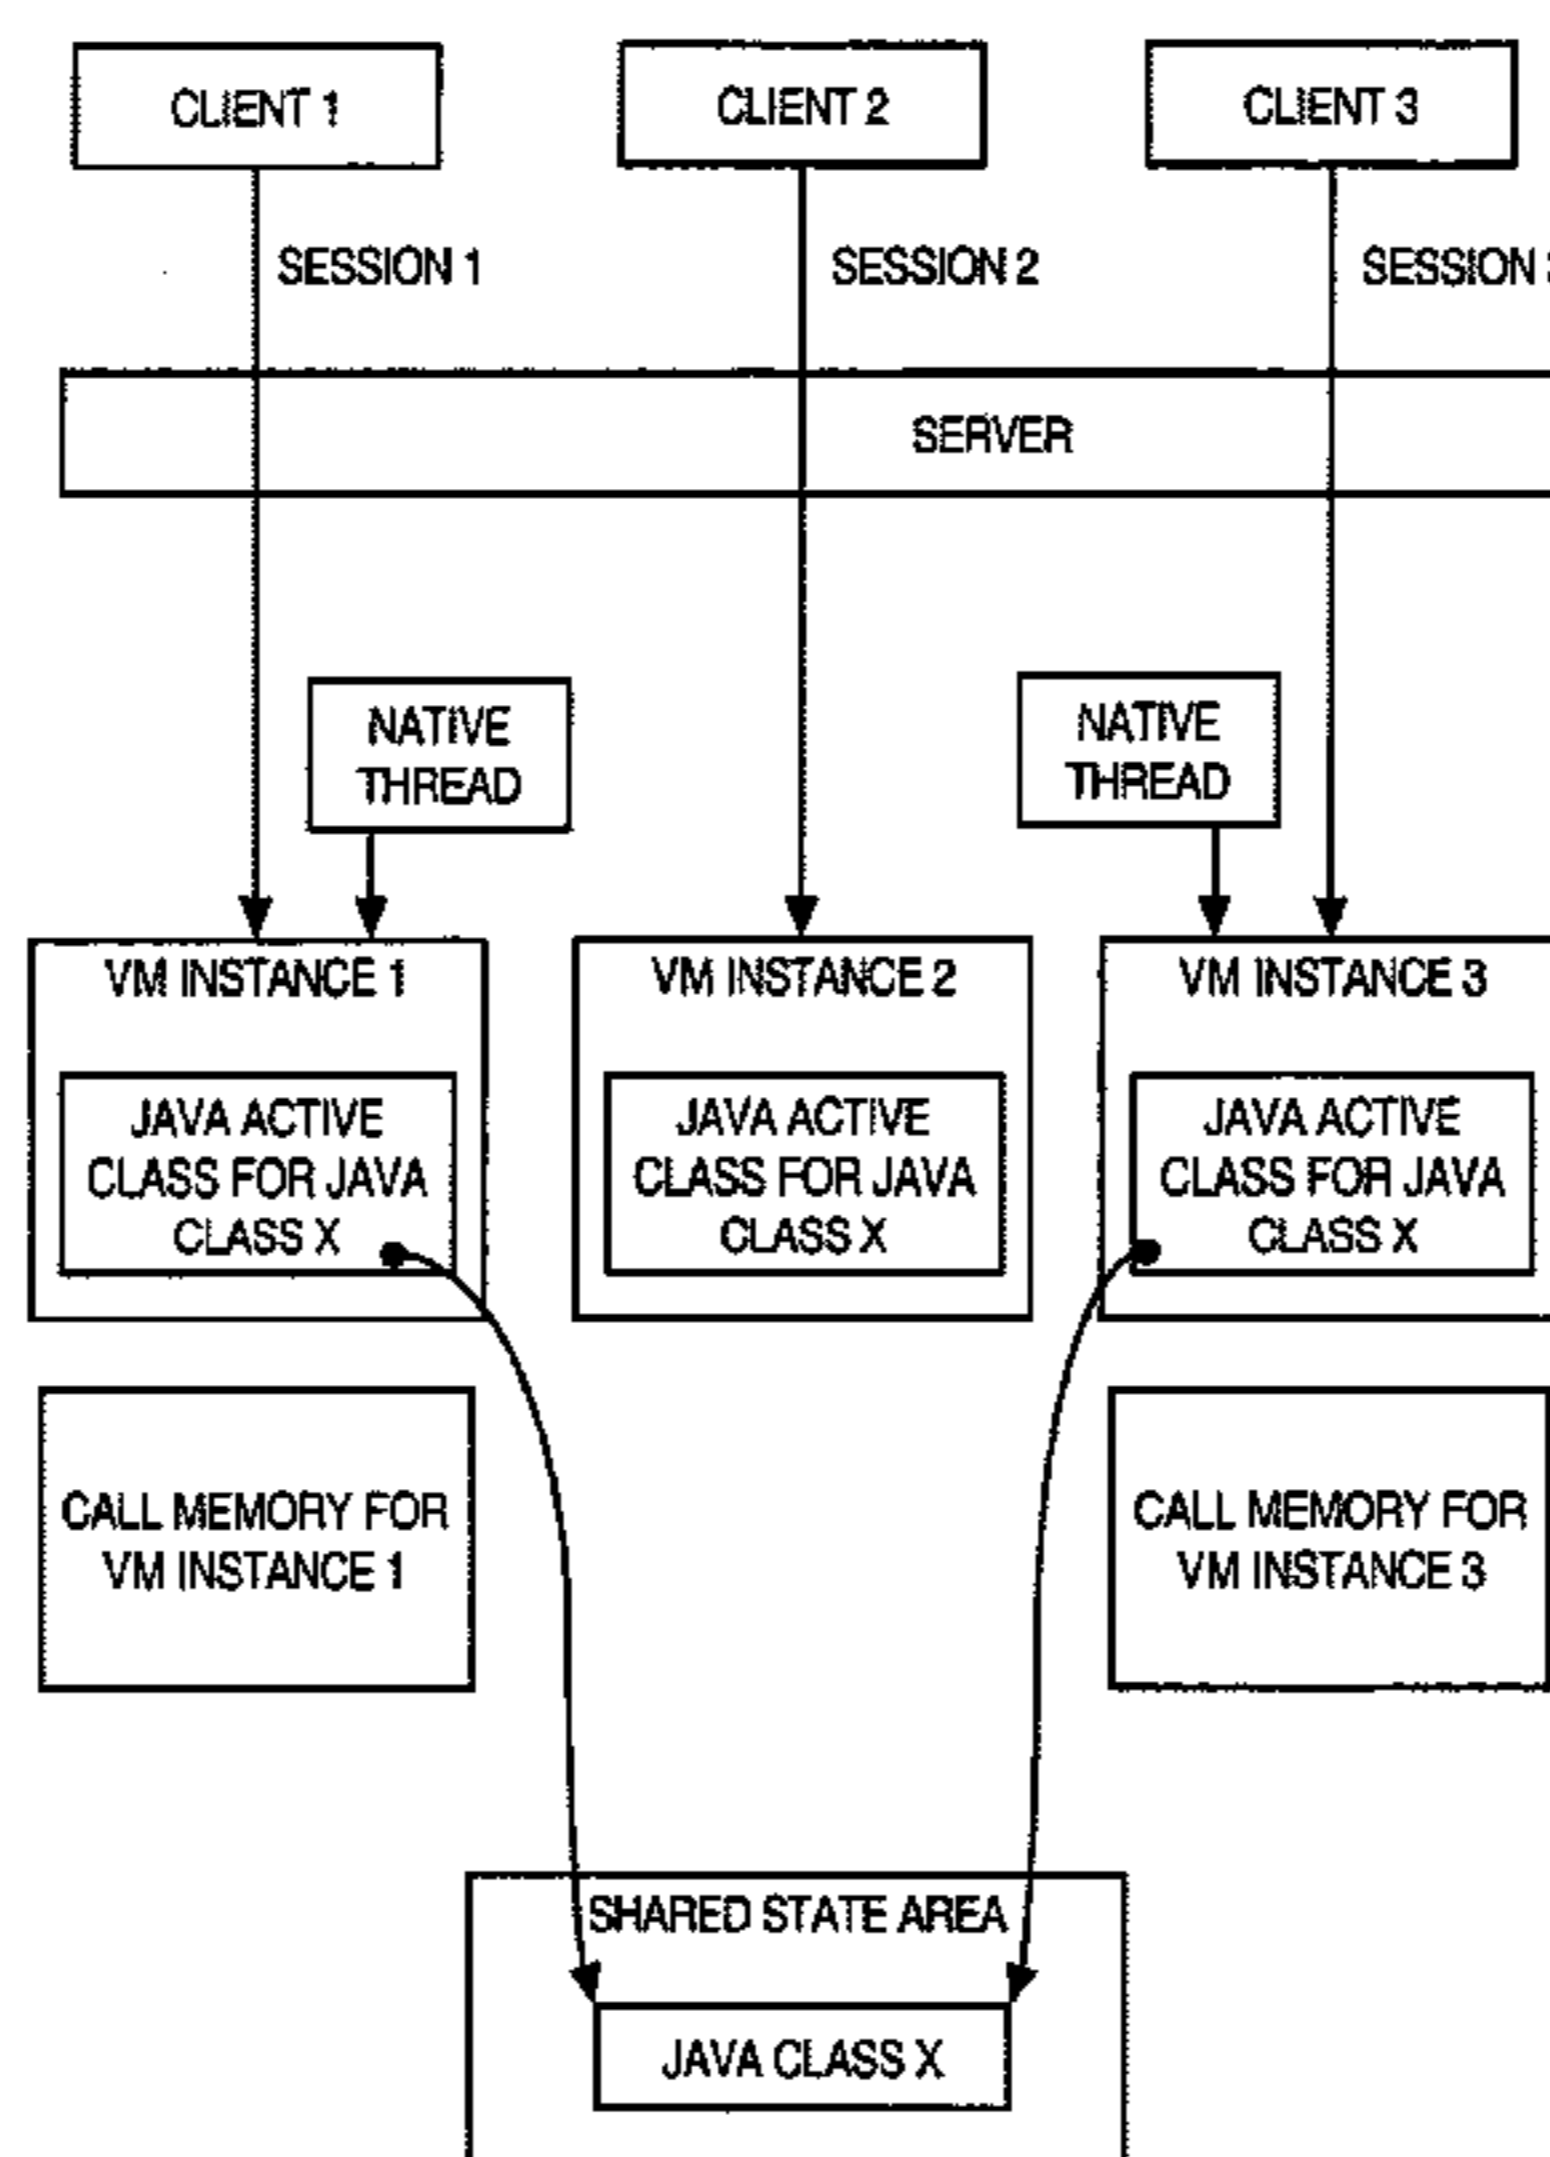 CLIENT 1
CLIENT 2
CLIENT 3
SESSION 1
SESSION 2
SESSION
SERVER
NATIVE
THREAD
NATIVE
THREAD
VM INSTANCE 1
VM INSTANCE 2
VM INSTANCE 3
JAVA ACTIVE
CLASS FOR JAVA
CLASS X
JAVA ACTIVE
CLASS FOR JAVA
CLASS X
JAVA ACTIVE
CLASS FOR JAVA
CLASS X
CALL MEMORY FOR
VM INSTANCE 1
CALL MEMORY FOR
VM INSTANCE 3
SHARED STATE AREA
JAVA CLASS X